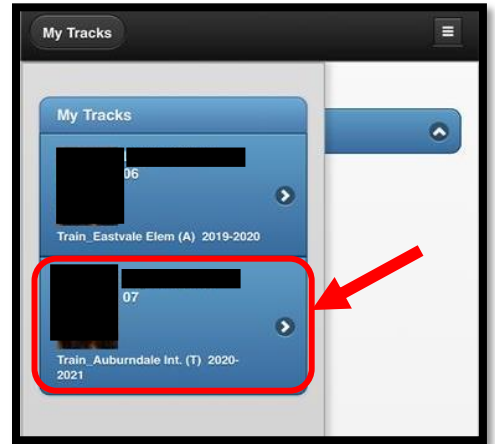 My Tracks
My Tracks
06
Train_Eastvale Elem (A) 2019-2020
07
Train_Auburndale Int. (T) 2020-
2021